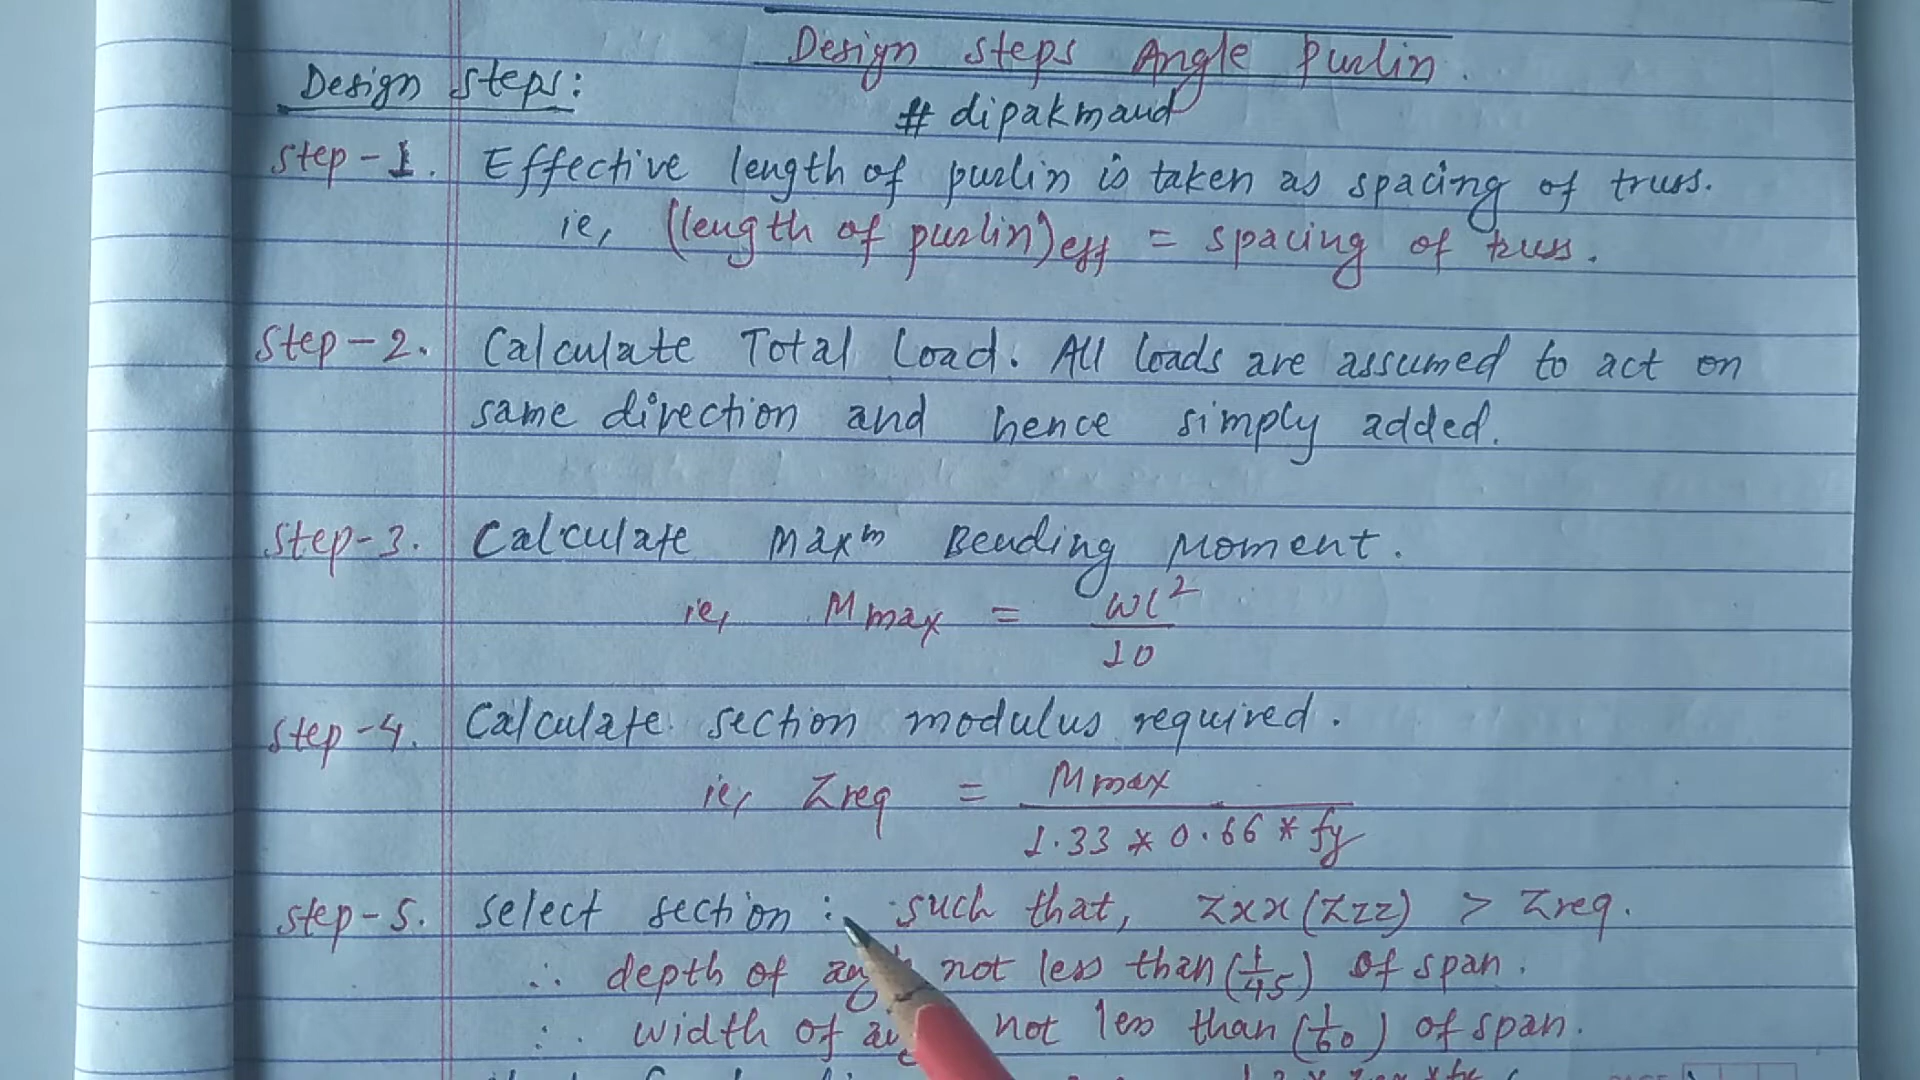 Design steps Angle Purlin.
Design steps:
# dipakmaud
Step-1. Effective length of purlin is taken as spacing of truss.
ie, (length of purlin)eff = spacing of truss.
Step-2. Calculate Total Load. All loads are assumed to act on
same direction and hence simply added.
Step-3. Calculate maxm Bending Moment.
ie, Mmax = wl²/10
Step-4. Calculate section modulus required.
ie, Zreq = Mmax / 1.33 * 0.66 * fy
Step-5. select section : such that, Zxx (Zzz) > Zreq.
∴ depth of not less than (1/45) of span.
∴ width of not less than (1/60) of span.